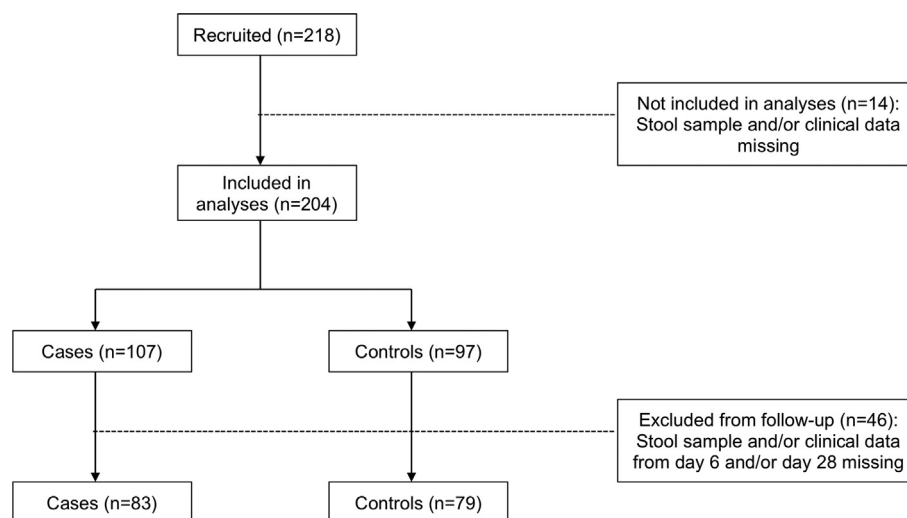 Recruited (n=218)
Not included in analyses (n=14):
Stool sample and/or clinical data
missing
Included in
analyses (n=204)
Cases (n=107)
Controls (n=97)
Excluded from follow-up (n=46):
Stool sample and/or clinical data
from day 6 and/or day 28 missing
Cases (n=83)
Controls (n=79)